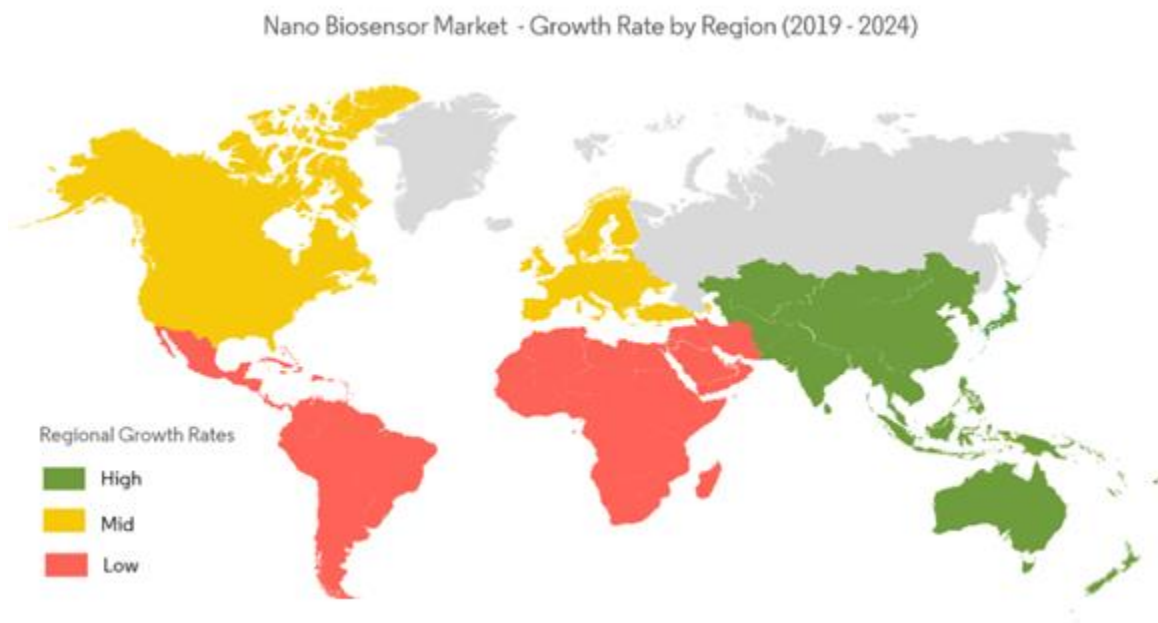 Nano Biosensor Market - Growth Rate by Region (2019 - 2024)
Regional Growth Rates
High
Mid
Low